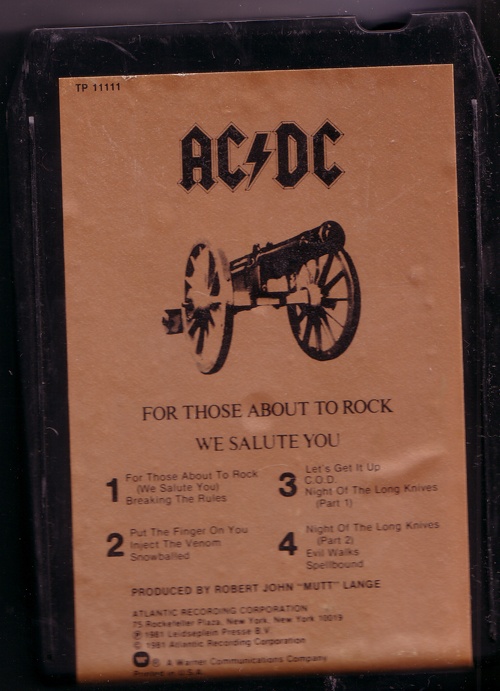 TP 11111
AC⚡DC
FOR THOSE ABOUT TO ROCK
WE SALUTE YOU
1 For Those About To Rock
(We Salute You)
Breaking The Rules
2 Put The Finger On You
Inject The Venom
Snowballed
3 Let's Get It Up
C.O.D.
Night Of The Long Knives
(Part 1)
4 Night Of The Long Knives
(Part 2)
Evil Walks
Spellbound
PRODUCED BY ROBERT JOHN "MUTT" LANGE
ATLANTIC RECORDING CORPORATION
75 Rockefeller Plaza, New York, New York 10019
℗ 1981 Leidseplein Presse B.V.
© 1981 Atlantic Recording Corporation
® A Warner Communications Company
Printed in U.S.A.